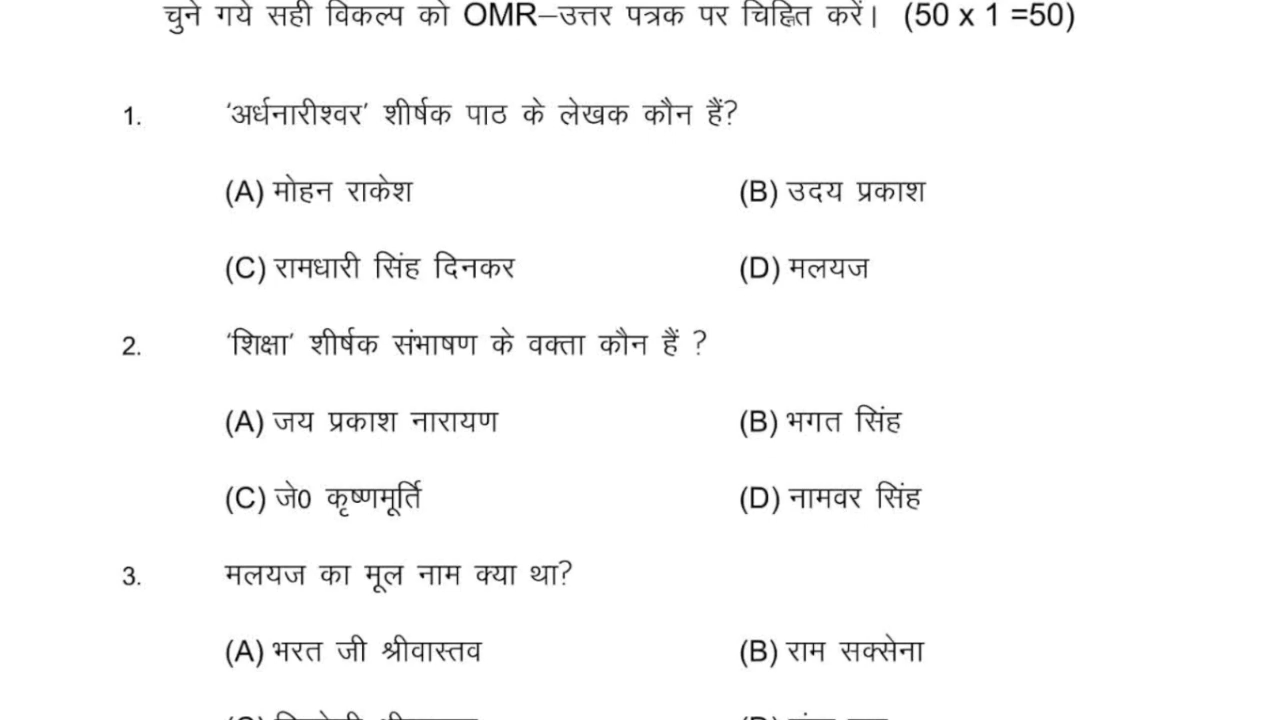 चुने गये सही विकल्प को OMR–उत्तर पत्रक पर चिह्नित करें। (50 x 1 =50)
1. ‘अर्धनारीश्वर’ शीर्षक पाठ के लेखक कौन हैं?
(A) मोहन राकेश (B) उदय प्रकाश
(C) रामधारी सिंह दिनकर (D) मलयज
2. ‘शिक्षा’ शीर्षक संभाषण के वक्ता कौन हैं ?
(A) जय प्रकाश नारायण (B) भगत सिंह
(C) जे0 कृष्णमूर्ति (D) नामवर सिंह
3. मलयज का मूल नाम क्या था?
(A) भरत जी श्रीवास्तव (B) राम सक्सेना